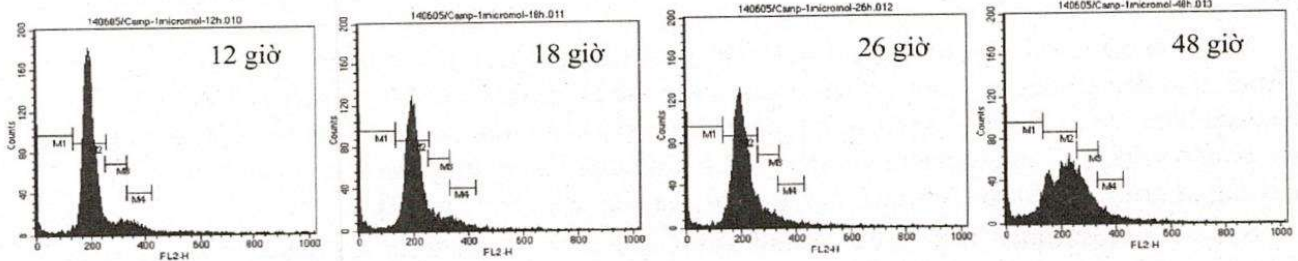 140605/Camp-1micromol-12h.010
12 giờ
Counts
200
160
120
80
40
0
M1
M2
M3
M4
0 200 400 600 800 1000
FL2-H
140605/Camp-1micromol-18h.011
18 giờ
Counts
200
160
120
80
40
0
M1
M2
M3
M4
0 200 400 600 800 1000
FL2-H
140605/Camp-1micromol-26h.012
26 giờ
Counts
200
160
120
80
40
0
M1
M2
M3
M4
0 200 400 600 800 1000
FL2-H
140605/Camp-1micromol-48h.013
48 giờ
Counts
200
160
120
80
40
0
M1
M2
M3
M4
0 200 400 600 800 1000
FL2-H